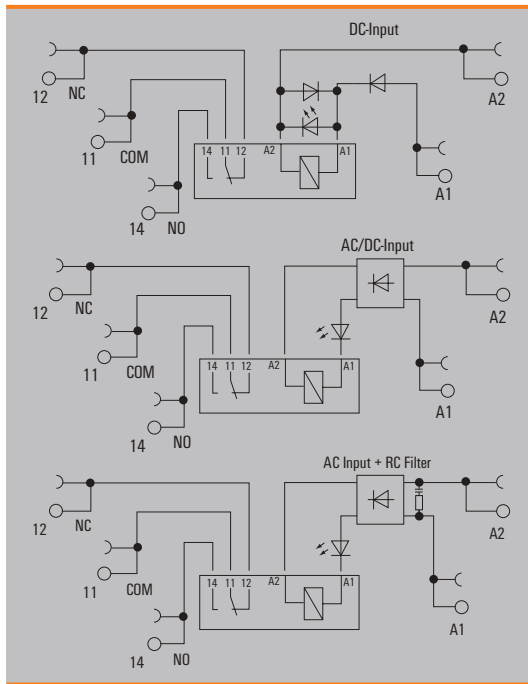 DC-Input
12 NC
A2
11 COM
14 11 12 A2 A1
A1
14 NO
AC/DC-Input
12 NC
A2
11 COM
14 11 12 A2 A1
A1
14 NO
AC Input + RC Filter
12 NC
A2
11 COM
14 11 12 A2 A1
A1
14 NO